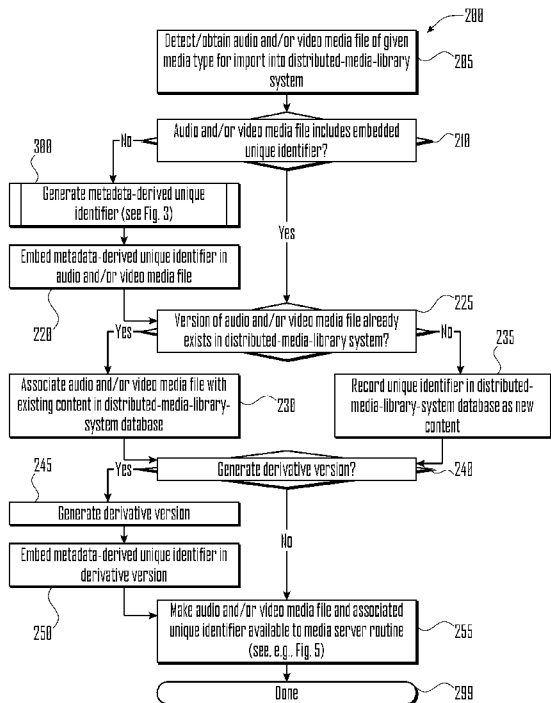 200
Detect/obtain audio and/or video media file of given
media type for import into distributed-media-library
system
205
Audio and/or video media file includes embedded
unique identifier?
210
No
300
Generate metadata-derived unique
identifier (see Fig. 3)
Yes
Embed metadata-derived unique identifier in
audio and/or video media file
220
225
Version of audio and/or video media file already
exists in distributed-media-library system?
Yes
No
235
Associate audio and/or video media file with
existing content in distributed-media-library-
system database
230
Record unique identifier in distributed-
media-library-system database as new
content
Generate derivative version?
240
Yes
245
Generate derivative version
No
Embed metadata-derived unique identifier in
derivative version
250
Make audio and/or video media file and associated
unique identifier available to media server routine
(see, e.g., Fig. 5)
255
Done
299